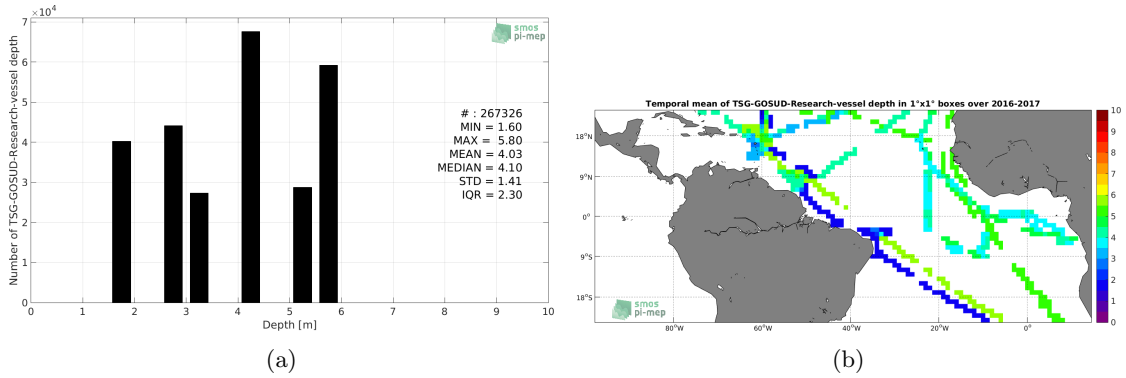 ×10⁴
7
6
5
4
3
2
1
0
Number of TSG-GOSUD-Research-vessel depth
0 1 2 3 4 5 6 7 8 9 10
Depth [m]
smos
pi-mep
# : 267326
MIN = 1.60
MAX = 5.80
MEAN = 4.03
MEDIAN = 4.10
STD = 1.41
IQR = 2.30
(a)
Temporal mean of TSG-GOSUD-Research-vessel depth in 1°x1° boxes over 2016-2017
18°N
9°N
0°
9°S
18°S
80°W 60°W 40°W 20°W 0°
smos
pi-mep
10
9
8
7
6
5
4
3
2
1
0
(b)